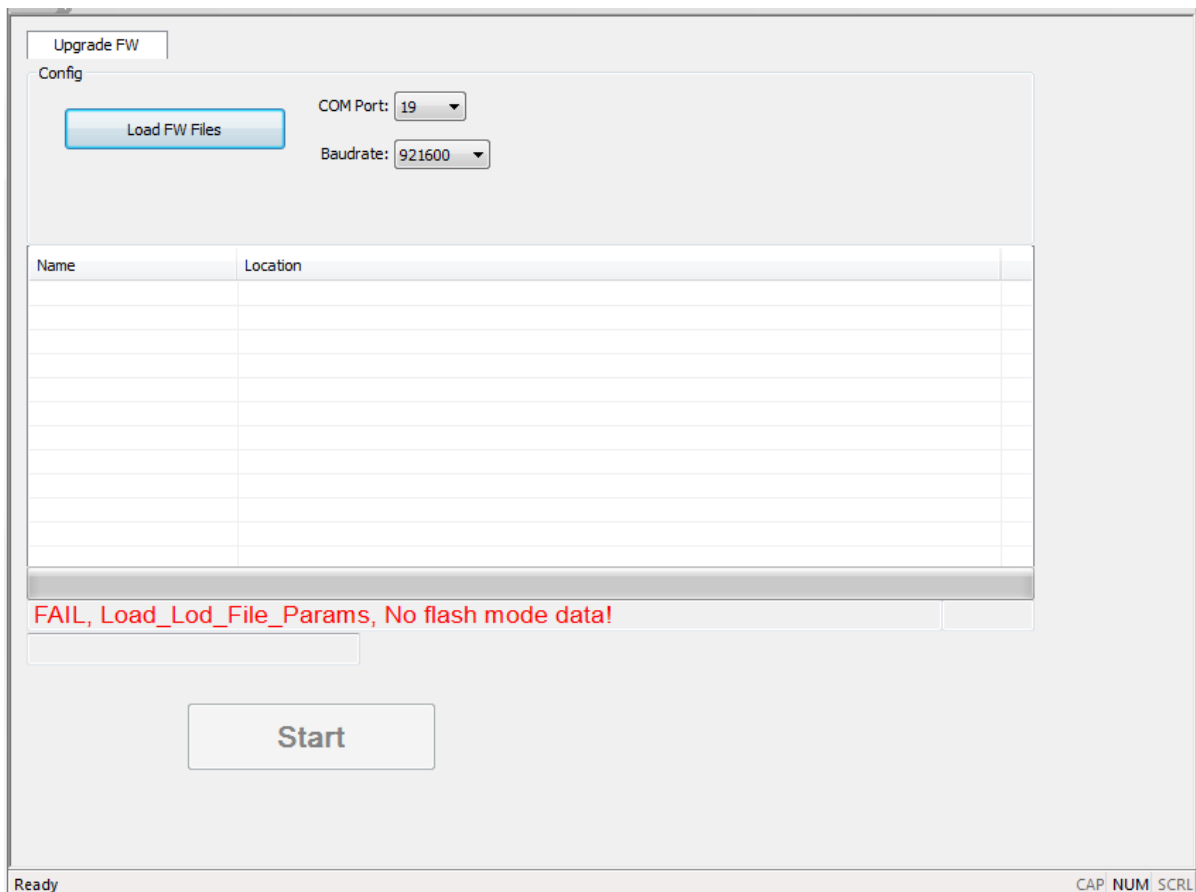 Upgrade FW
Config
Load FW Files
COM Port: 19
Baudrate: 921600
Name Location
FAIL, Load_Lod_File_Params, No flash mode data!
Start
Ready CAP NUM SCRL